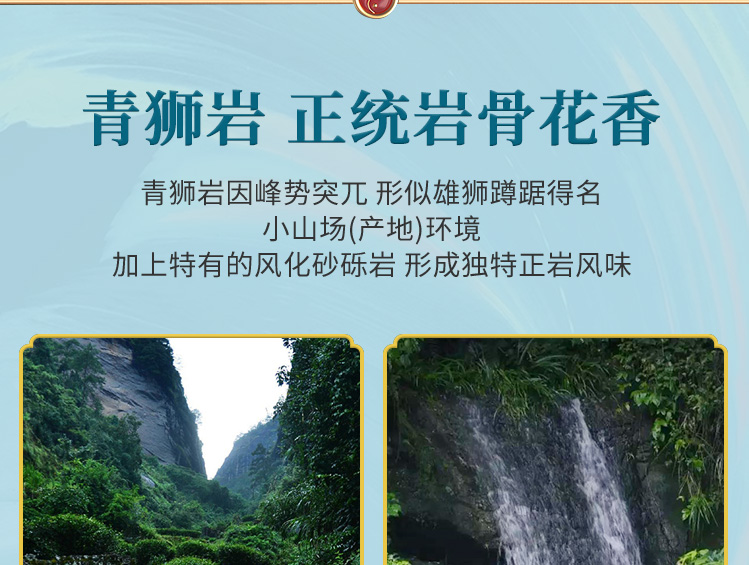 青狮岩 正统岩骨花香
青狮岩因峰势突兀 形似雄狮蹲踞得名
小山场(产地)环境
加上特有的风化砂砾岩 形成独特正岩风味